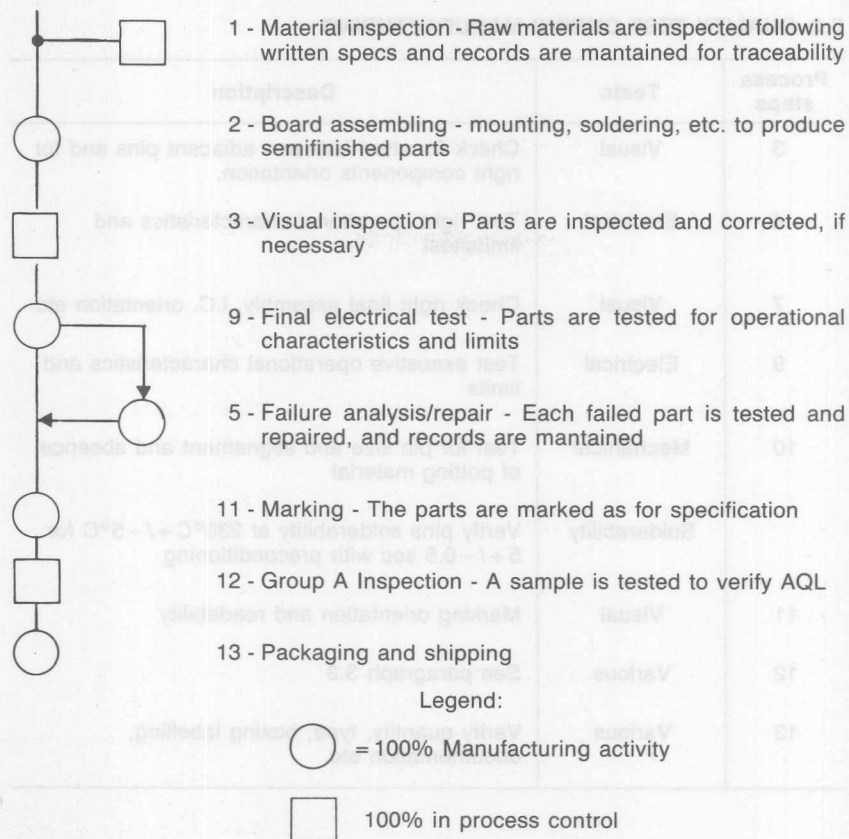 1 - Material inspection - Raw materials are inspected following
written specs and records are mantained for traceability
2 - Board assembling - mounting, soldering, etc. to produce
semifinished parts
3 - Visual inspection - Parts are inspected and corrected, if
necessary
9 - Final electrical test - Parts are tested for operational
characteristics and limits
5 - Failure analysis/repair - Each failed part is tested and
repaired, and records are mantained
11 - Marking - The parts are marked as for specification
12 - Group A Inspection - A sample is tested to verify AQL
13 - Packaging and shipping
Legend:
= 100% Manufacturing activity
100% in process control